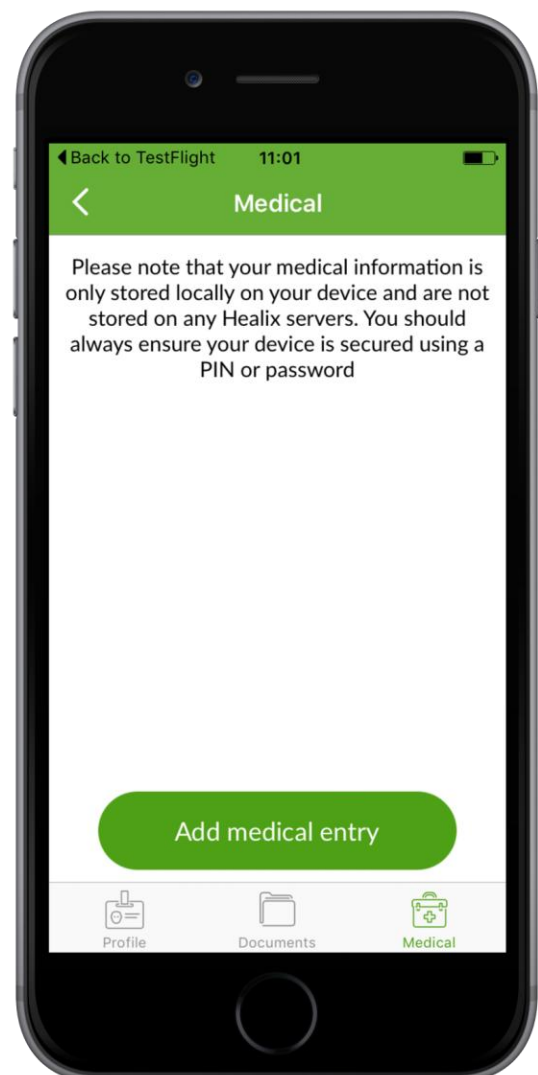 Back to TestFlight 11:01
Medical
Please note that your medical information is
only stored locally on your device and are not
stored on any Healix servers. You should
always ensure your device is secured using a
PIN or password
Add medical entry
Profile Documents Medical